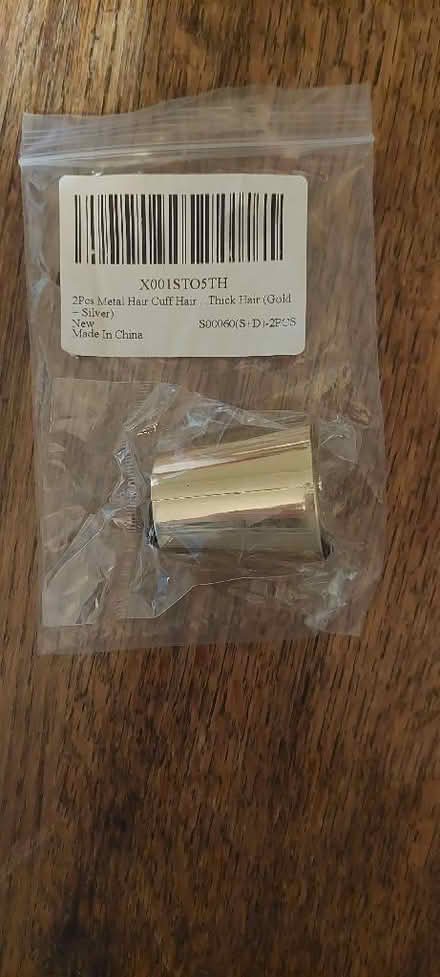 X001STO5TH
2Pcs Metal Hair Cuff Hair ...Thick Hair (Gold
+ Silver)
New S00060(S+D)-2PCS
Made In China